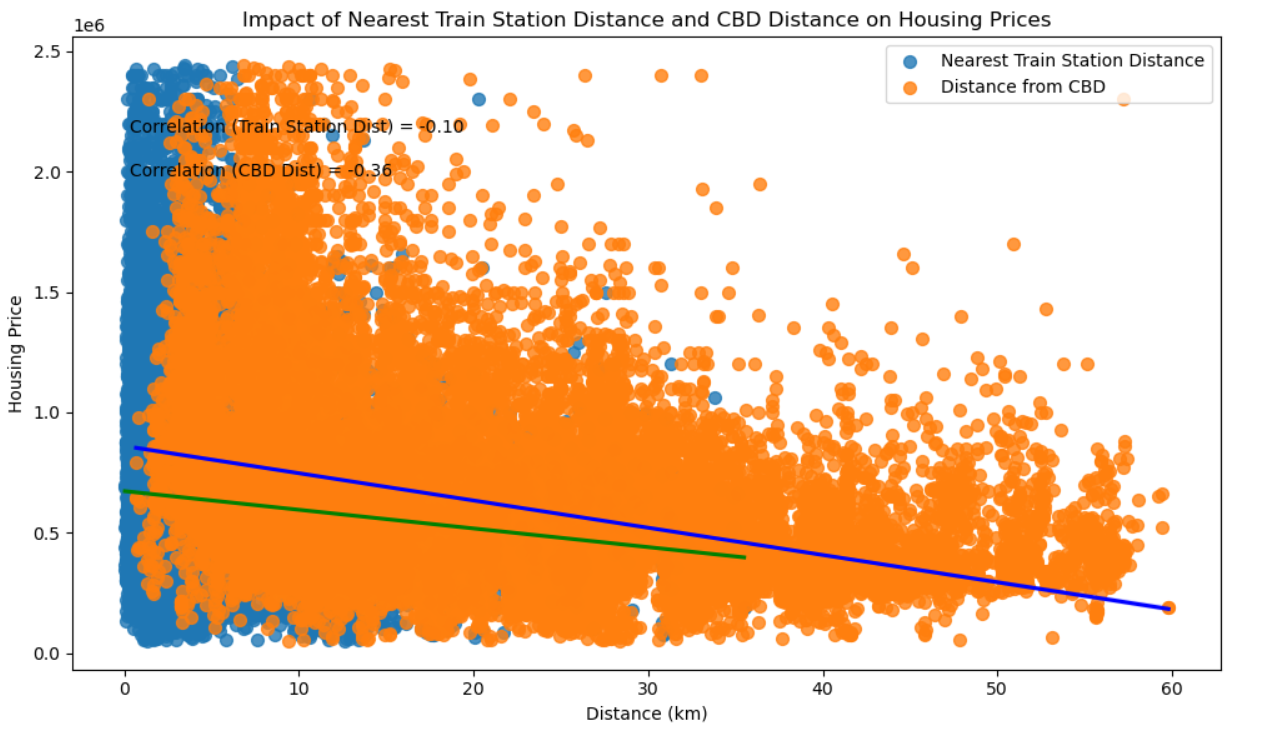 Impact of Nearest Train Station Distance and CBD Distance on Housing Prices
1e6
Nearest Train Station Distance
Distance from CBD
Correlation (Train Station Dist) = -0.10
Correlation (CBD Dist) = -0.36
Housing Price
2.5
2.0
1.5
1.0
0.5
0.0
0 10 20 30 40 50 60
Distance (km)